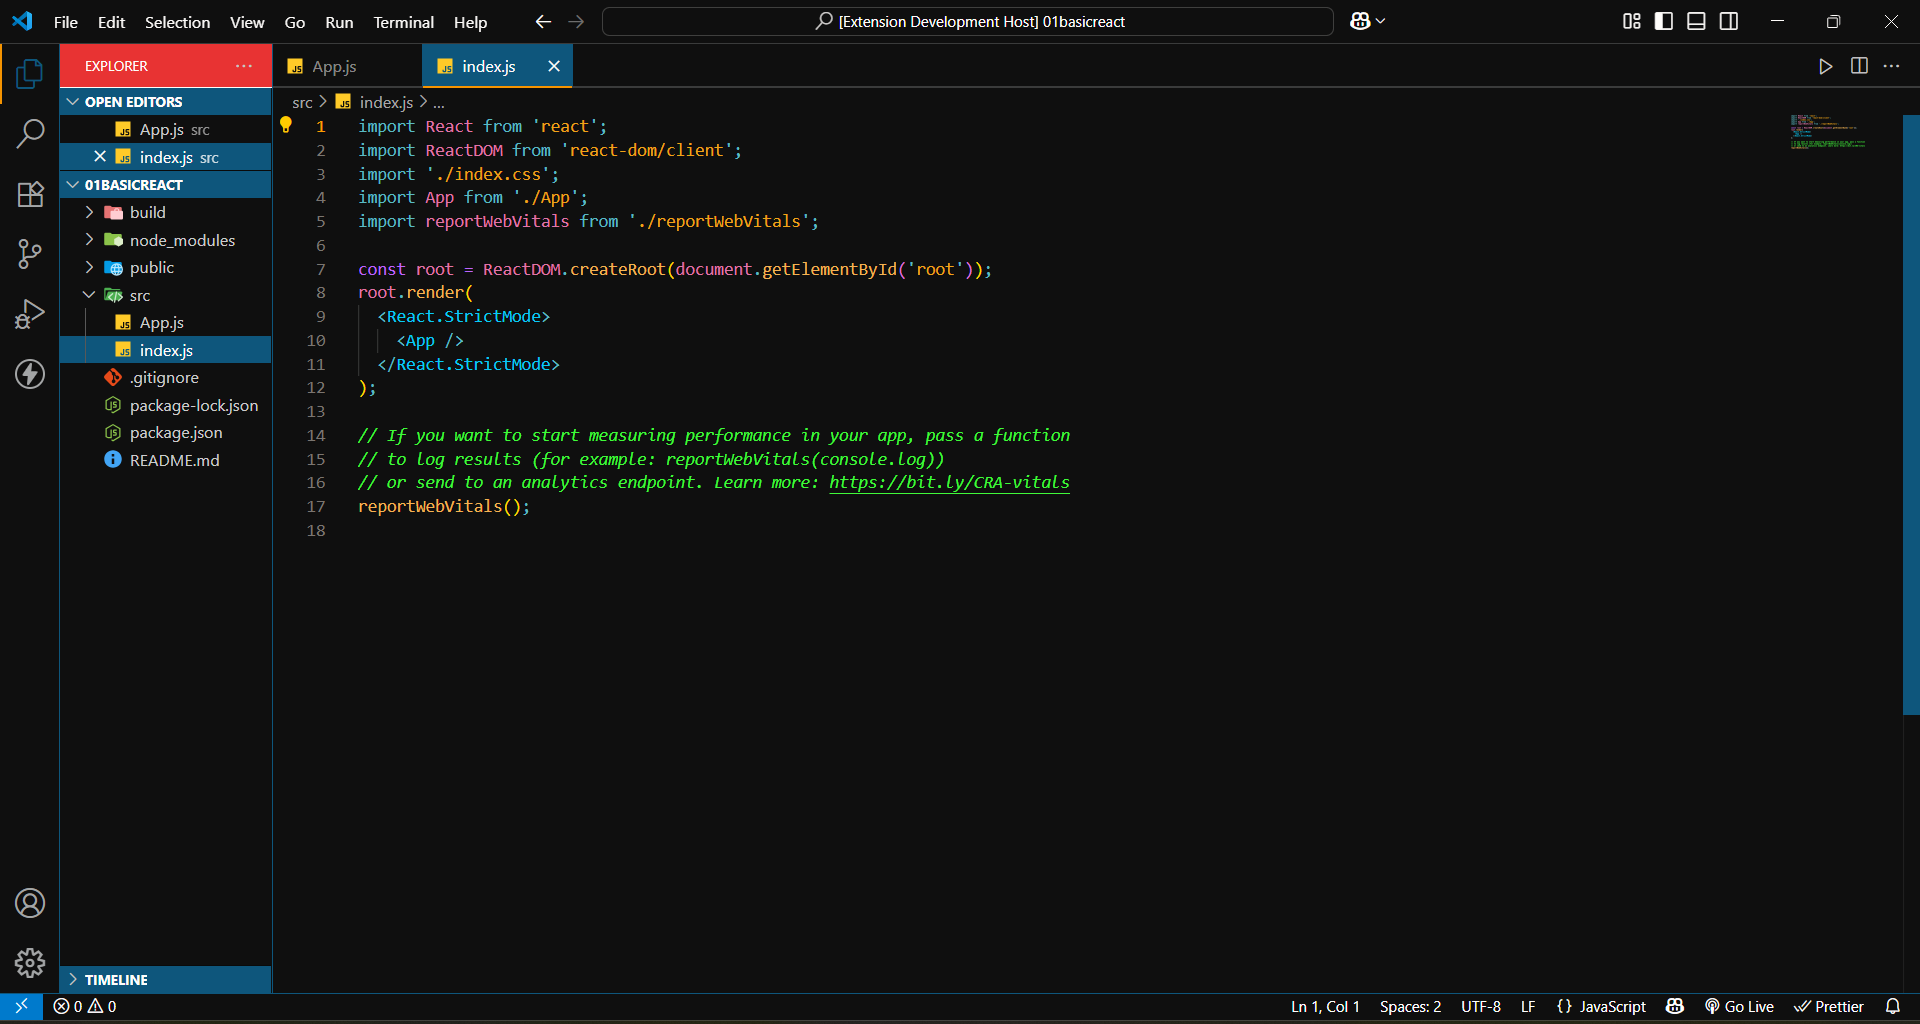 File Edit Selection View Go Run Terminal Help
[Extension Development Host] 01basicreact
EXPLORER
OPEN EDITORS
App.js src
index.js src
01BASICREACT
build
node_modules
public
src
App.js
index.js
.gitignore
package-lock.json
package.json
README.md
TIMELINE
App.js index.js
src > index.js > ...
1 import React from 'react';
2 import ReactDOM from 'react-dom/client';
3 import './index.css';
4 import App from './App';
5 import reportWebVitals from './reportWebVitals';
6
7 const root = ReactDOM.createRoot(document.getElementById('root'));
8 root.render(
9 <React.StrictMode>
10 <App />
11 </React.StrictMode>
12 );
13
14 // If you want to start measuring performance in your app, pass a function
15 // to log results (for example: reportWebVitals(console.log))
16 // or send to an analytics endpoint. Learn more: https://bit.ly/CRA-vitals
17 reportWebVitals();
18
0 0 Ln 1, Col 1 Spaces: 2 UTF-8 LF {} JavaScript Go Live Prettier